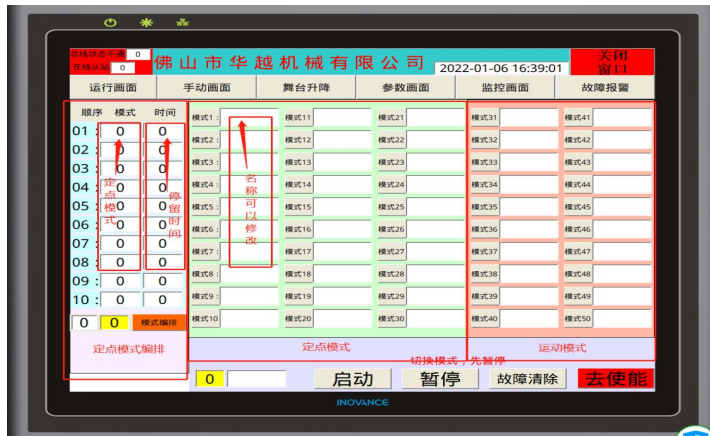 总线状态不通 0
在线从站 0
佛山市华越机械有限公司
2022-01-06 16:39:01
关闭
窗口
运行画面 手动画面 舞台升降 参数画面 监控画面 故障报警
顺序 模式 时间
01 : 0 0
02 : 0 0
03 : 0 0
04 : 0 0
05 : 0 0
06 : 0 0
07 : 0 0
08 : 0 0
09 : 0 0
10 : 0 0
定点模式
停留时间
0 0 模式编排
定点模式编排
模式1 : 模式11 模式21 模式31 模式41
模式2 : 模式12 模式22 模式32 模式42
模式3 : 模式13 模式23 模式33 模式43
模式4 : 模式14 模式24 模式34 模式44
模式5 : 模式15 模式25 模式35 模式45
模式6 : 模式16 模式26 模式36 模式46
模式7 : 模式17 模式27 模式37 模式47
模式8 : 模式18 模式28 模式38 模式48
模式9 : 模式19 模式29 模式39 模式49
模式10 模式20 模式30 模式40 模式50
名称可以修改
定点模式 运动模式
切换模式，先暂停
0 启动 暂停 故障清除 去使能
INOVANCE